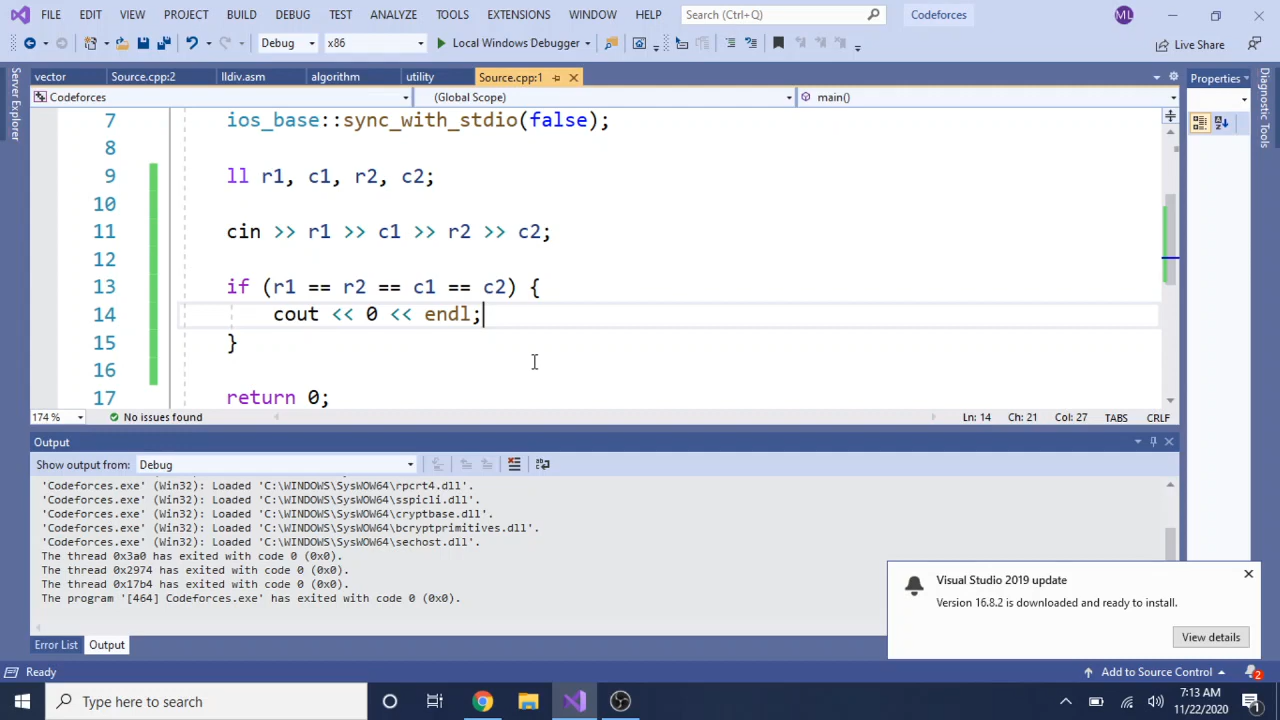 FILE EDIT VIEW PROJECT BUILD DEBUG TEST ANALYZE TOOLS EXTENSIONS WINDOW HELP Search (Ctrl+Q) Codeforces ML
Debug x86 Local Windows Debugger Live Share
vector Source.cpp:2 lldiv.asm algorithm utility Source.cpp:1 Properties
Server Explorer
Diagnostic Tools
Codeforces (Global Scope) main()
7 ios_base::sync_with_stdio(false);
8
9 ll r1, c1, r2, c2;
10
11 cin >> r1 >> c1 >> r2 >> c2;
12
13 if (r1 == r2 == c1 == c2) {
14 cout << 0 << endl;
15 }
16
17 return 0;
174 % No issues found Ln: 14 Ch: 21 Col: 27 TABS CRLF
Output
Show output from: Debug
'Codeforces.exe' (Win32): Loaded 'C:\WINDOWS\SysWOW64\rpcrt4.dll'.
'Codeforces.exe' (Win32): Loaded 'C:\WINDOWS\SysWOW64\sspicli.dll'.
'Codeforces.exe' (Win32): Loaded 'C:\WINDOWS\SysWOW64\cryptbase.dll'.
'Codeforces.exe' (Win32): Loaded 'C:\WINDOWS\SysWOW64\bcryptprimitives.dll'.
'Codeforces.exe' (Win32): Loaded 'C:\WINDOWS\SysWOW64\sechost.dll'.
The thread 0x3a0 has exited with code 0 (0x0).
The thread 0x2974 has exited with code 0 (0x0).
The thread 0x17b4 has exited with code 0 (0x0).
The program '[464] Codeforces.exe' has exited with code 0 (0x0).
Visual Studio 2019 update
Version 16.8.2 is downloaded and ready to install.
View details
Error List Output
Ready Add to Source Control 2
Type here to search
7:13 AM
11/22/2020
1